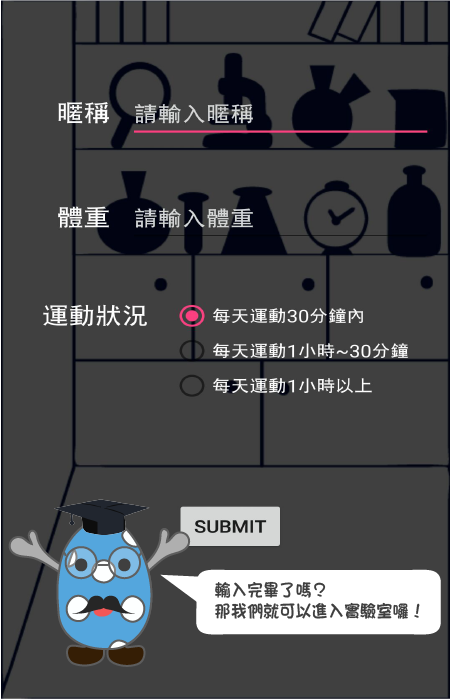 暱稱 請輸入暱稱
體重 請輸入體重
運動狀況 每天運動30分鐘內
每天運動1小時~30分鐘
每天運動1小時以上
SUBMIT
輸入完畢了嗎？
那我們就可以進入實驗室囉！